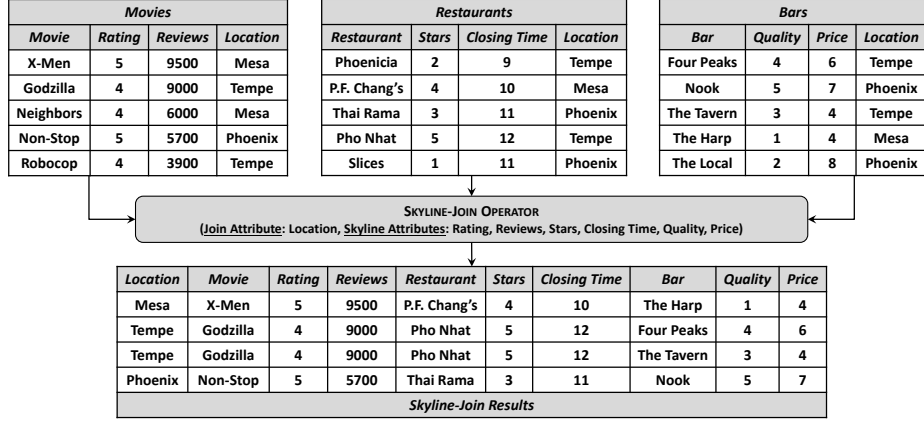 Movies Restaurants Bars
Movie Rating Reviews Location Restaurant Stars Closing Time Location Bar Quality Price Location
X-Men 5 9500 Mesa Phoenicia 2 9 Tempe Four Peaks 4 6 Tempe
Godzilla 4 9000 Tempe P.F. Chang's 4 10 Mesa Nook 5 7 Phoenix
Neighbors 4 6000 Mesa Thai Rama 3 11 Phoenix The Tavern 3 4 Tempe
Non-Stop 5 5700 Phoenix Pho Nhat 5 12 Tempe The Harp 1 4 Mesa
Robocop 4 3900 Tempe Slices 1 11 Phoenix The Local 2 8 Phoenix
SKYLINE-JOIN OPERATOR
(Join Attribute: Location, Skyline Attributes: Rating, Reviews, Stars, Closing Time, Quality, Price)
Location Movie Rating Reviews Restaurant Stars Closing Time Bar Quality Price
Mesa X-Men 5 9500 P.F. Chang's 4 10 The Harp 1 4
Tempe Godzilla 4 9000 Pho Nhat 5 12 Four Peaks 4 6
Tempe Godzilla 4 9000 Pho Nhat 5 12 The Tavern 3 4
Phoenix Non-Stop 5 5700 Thai Rama 3 11 Nook 5 7
Skyline-Join Results